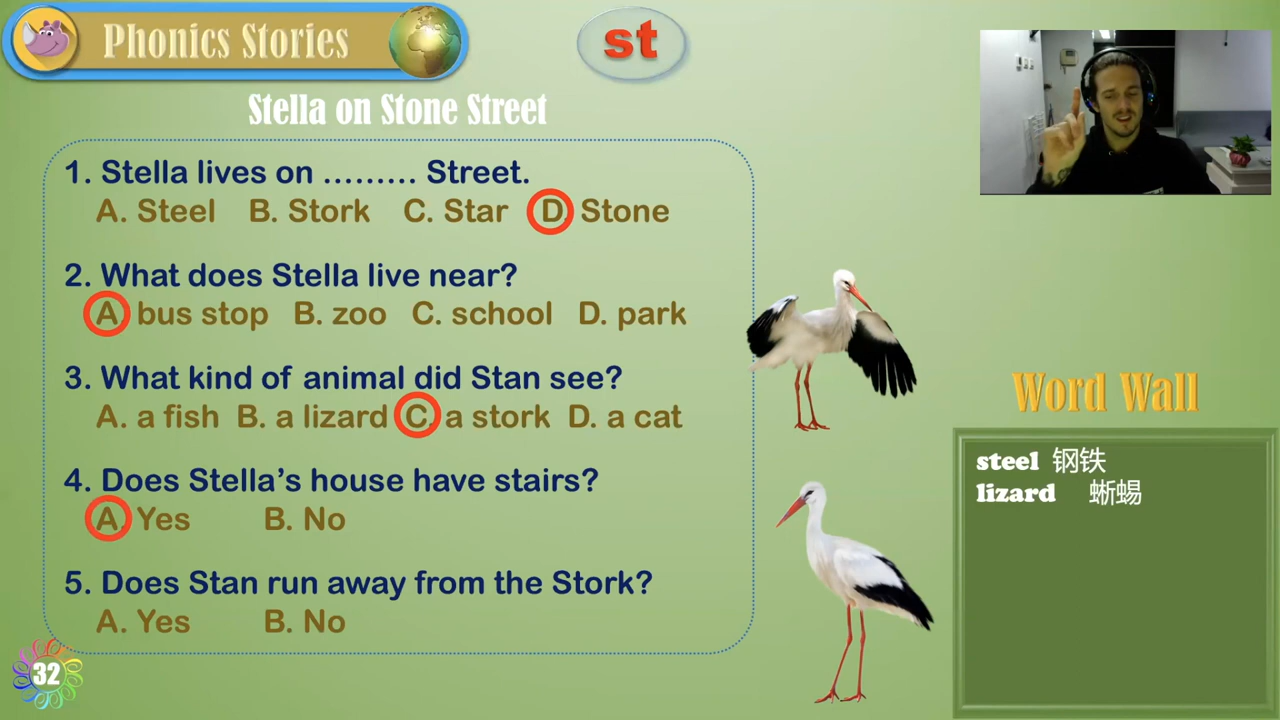 Phonics Stories
st
Stella on Stone Street
1. Stella lives on ......... Street.
A. Steel B. Stork C. Star D. Stone
2. What does Stella live near?
A bus stop B. zoo C. school D. park
3. What kind of animal did Stan see?
A. a fish B. a lizard C. a stork D. a cat
4. Does Stella's house have stairs?
A. Yes B. No
5. Does Stan run away from the Stork?
A. Yes B. No
Word Wall
steel 钢铁
lizard 蜥蜴
32